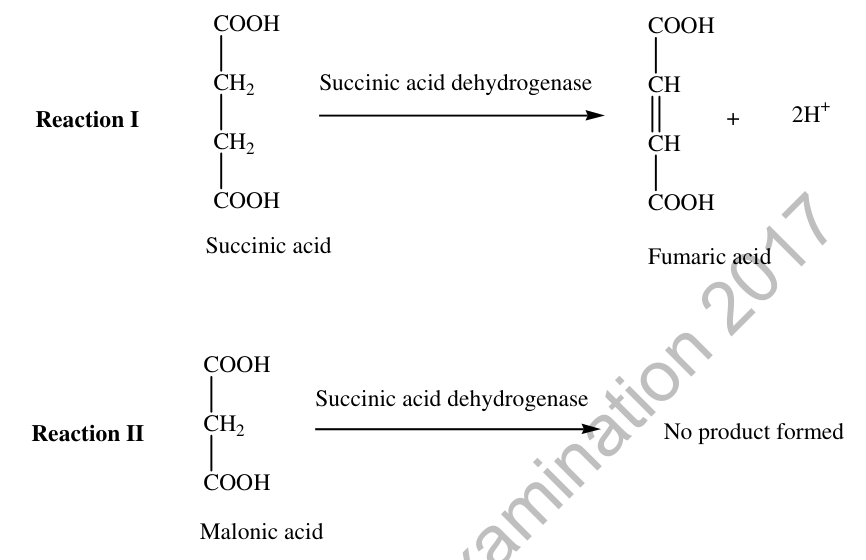 COOH
CH₂
CH₂
COOH
Succinic acid
Reaction I
Succinic acid dehydrogenase
COOH
CH
CH
COOH
+ 2H⁺
Fumaric acid
COOH
CH₂
COOH
Malonic acid
Reaction II
Succinic acid dehydrogenase
No product formed
amination 2017